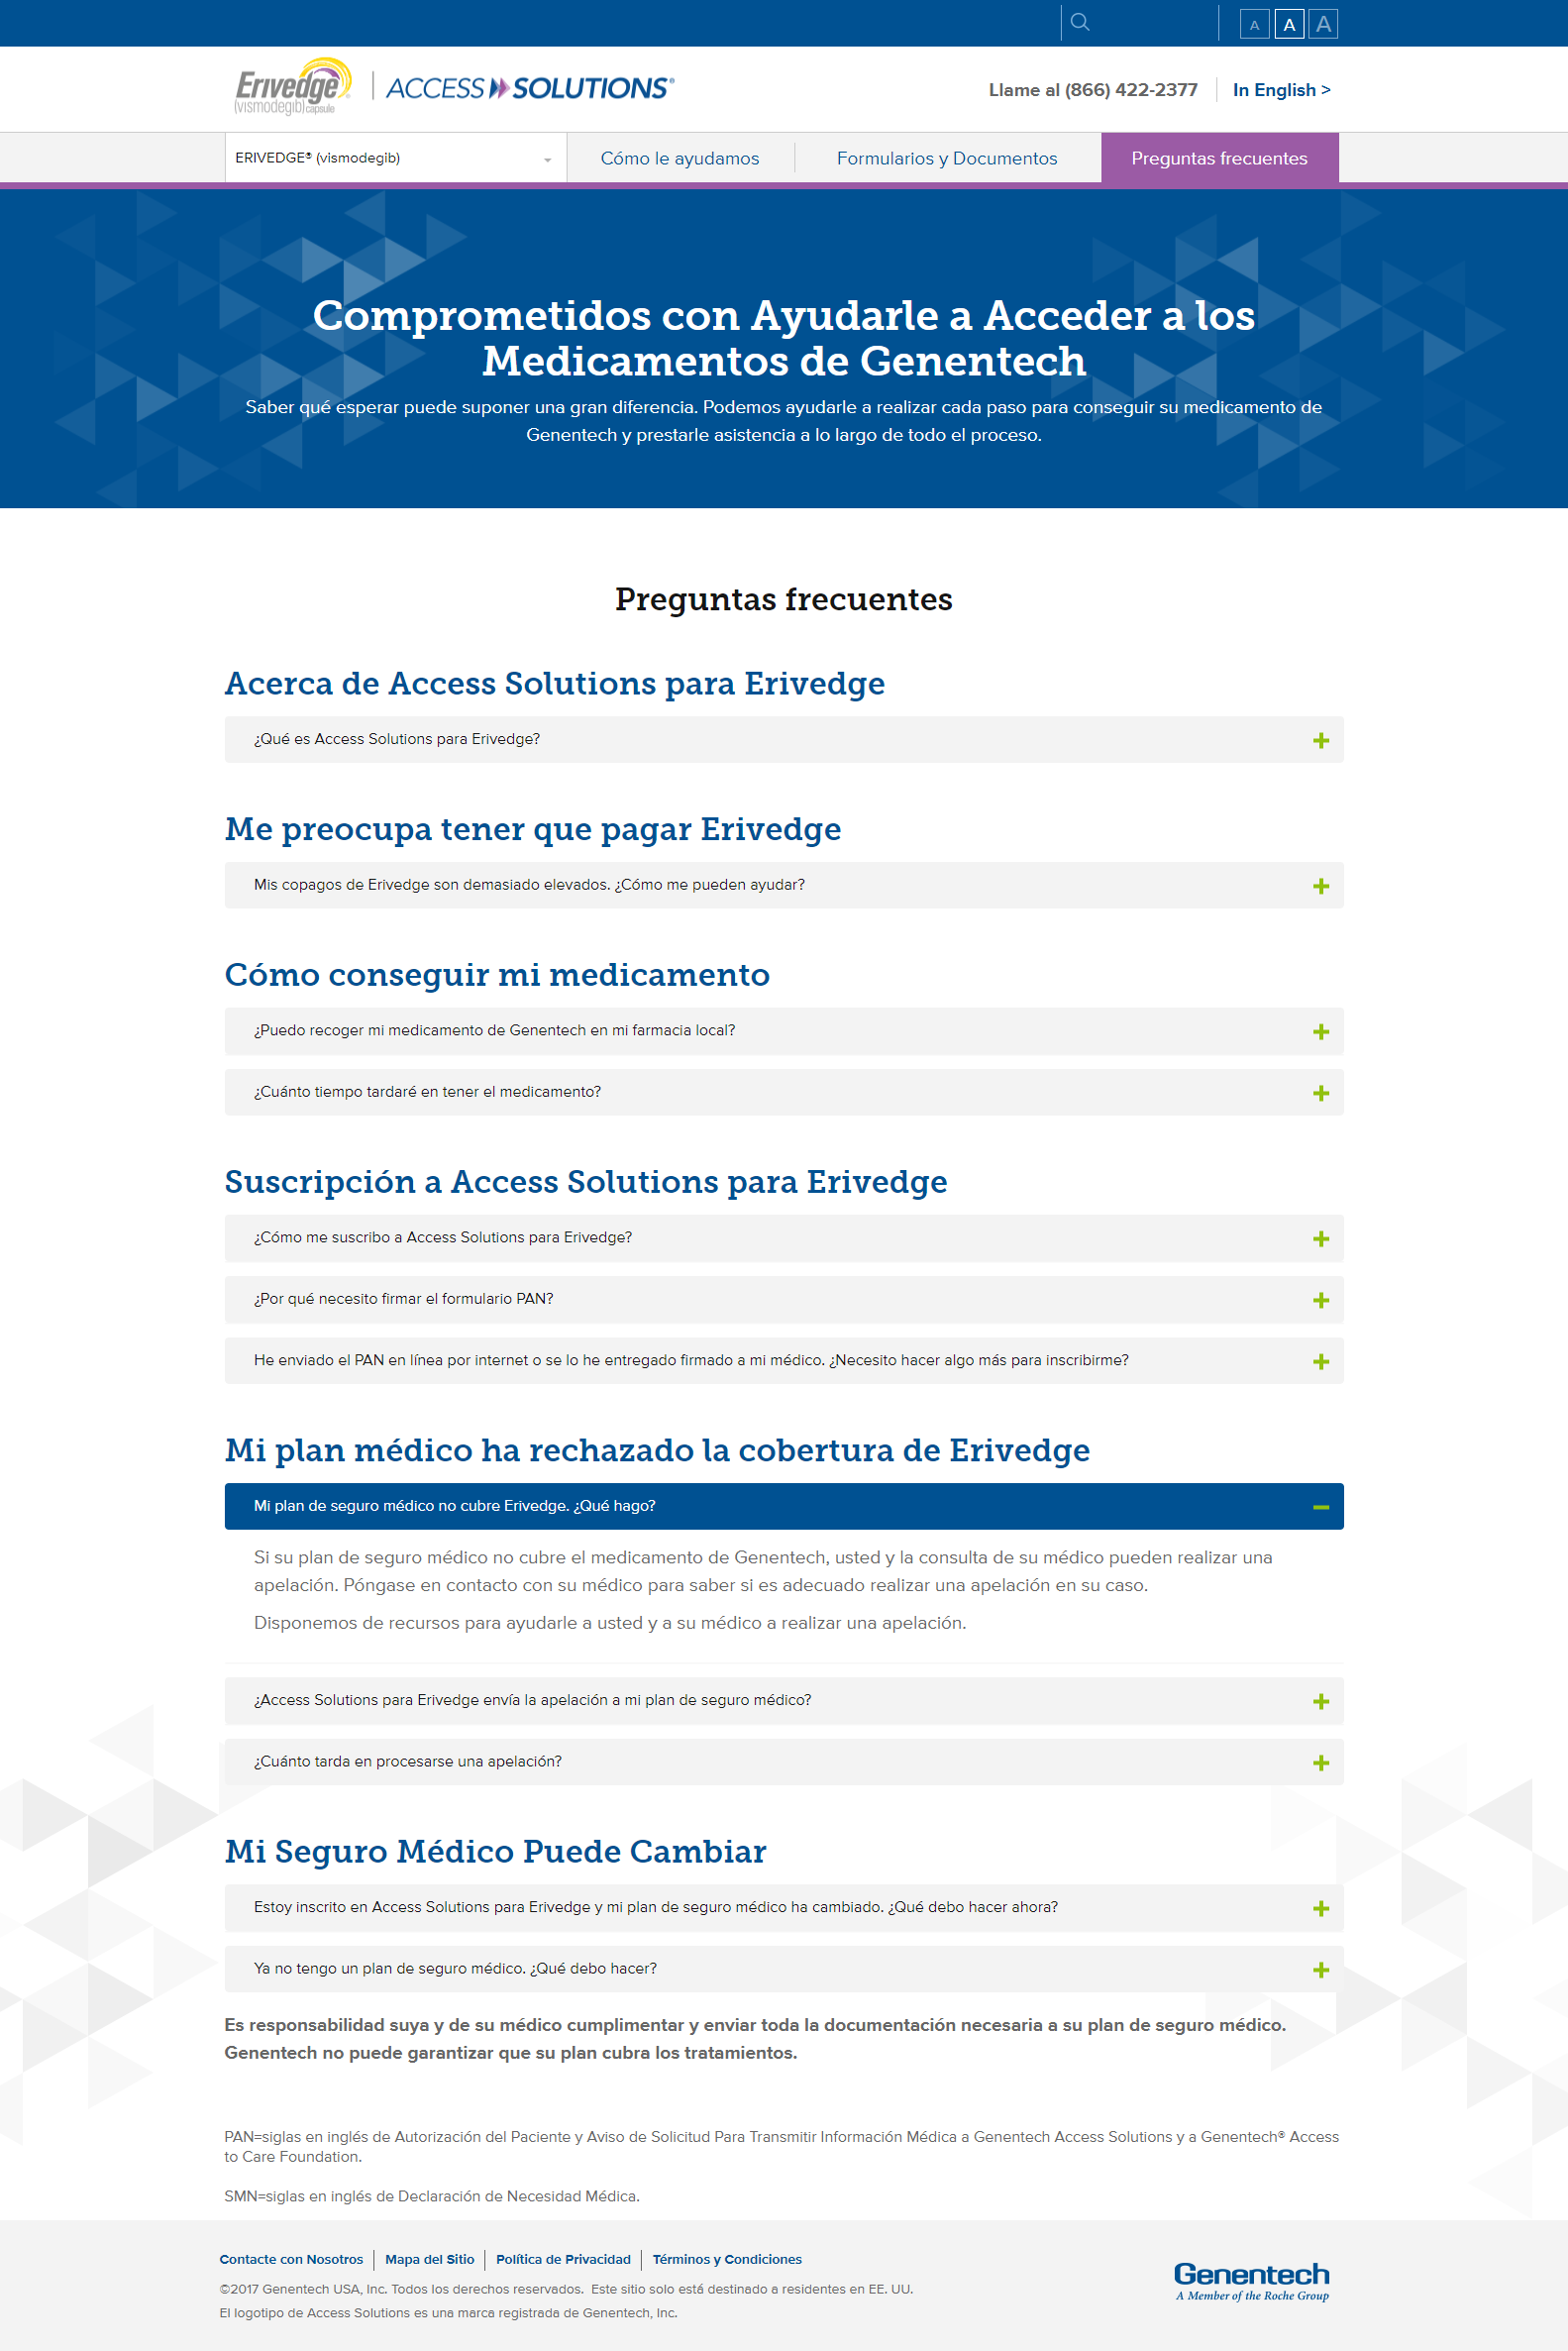 A A A
Erivedge®
(vismodegib) capsule
ACCESS SOLUTIONS®
Llame al (866) 422-2377
In English >
ERIVEDGE® (vismodegib)
Cómo le ayudamos
Formularios y Documentos
Preguntas frecuentes
Comprometidos con Ayudarle a Acceder a los
Medicamentos de Genentech
Saber qué esperar puede suponer una gran diferencia. Podemos ayudarle a realizar cada paso para conseguir su medicamento de
Genentech y prestarle asistencia a lo largo de todo el proceso.
Preguntas frecuentes
Acerca de Access Solutions para Erivedge
¿Qué es Access Solutions para Erivedge?
Me preocupa tener que pagar Erivedge
Mis copagos de Erivedge son demasiado elevados. ¿Cómo me pueden ayudar?
Cómo conseguir mi medicamento
¿Puedo recoger mi medicamento de Genentech en mi farmacia local?
¿Cuánto tiempo tardaré en tener el medicamento?
Suscripción a Access Solutions para Erivedge
¿Cómo me suscribo a Access Solutions para Erivedge?
¿Por qué necesito firmar el formulario PAN?
He enviado el PAN en línea por internet o se lo he entregado firmado a mi médico. ¿Necesito hacer algo más para inscribirme?
Mi plan médico ha rechazado la cobertura de Erivedge
Mi plan de seguro médico no cubre Erivedge. ¿Qué hago?
Si su plan de seguro médico no cubre el medicamento de Genentech, usted y la consulta de su médico pueden realizar una
apelación. Póngase en contacto con su médico para saber si es adecuado realizar una apelación en su caso.
Disponemos de recursos para ayudarle a usted y a su médico a realizar una apelación.
¿Access Solutions para Erivedge envía la apelación a mi plan de seguro médico?
¿Cuánto tarda en procesarse una apelación?
Mi Seguro Médico Puede Cambiar
Estoy inscrito en Access Solutions para Erivedge y mi plan de seguro médico ha cambiado. ¿Qué debo hacer ahora?
Ya no tengo un plan de seguro médico. ¿Qué debo hacer?
Es responsabilidad suya y de su médico cumplimentar y enviar toda la documentación necesaria a su plan de seguro médico.
Genentech no puede garantizar que su plan cubra los tratamientos.
PAN=siglas en inglés de Autorización del Paciente y Aviso de Solicitud Para Transmitir Información Médica a Genentech Access Solutions y a Genentech® Access
to Care Foundation.
SMN=siglas en inglés de Declaración de Necesidad Médica.
Contacte con Nosotros | Mapa del Sitio | Política de Privacidad | Términos y Condiciones
©2017 Genentech USA, Inc. Todos los derechos reservados. Este sitio solo está destinado a residentes en EE. UU.
El logotipo de Access Solutions es una marca registrada de Genentech, Inc.
Genentech
A Member of the Roche Group